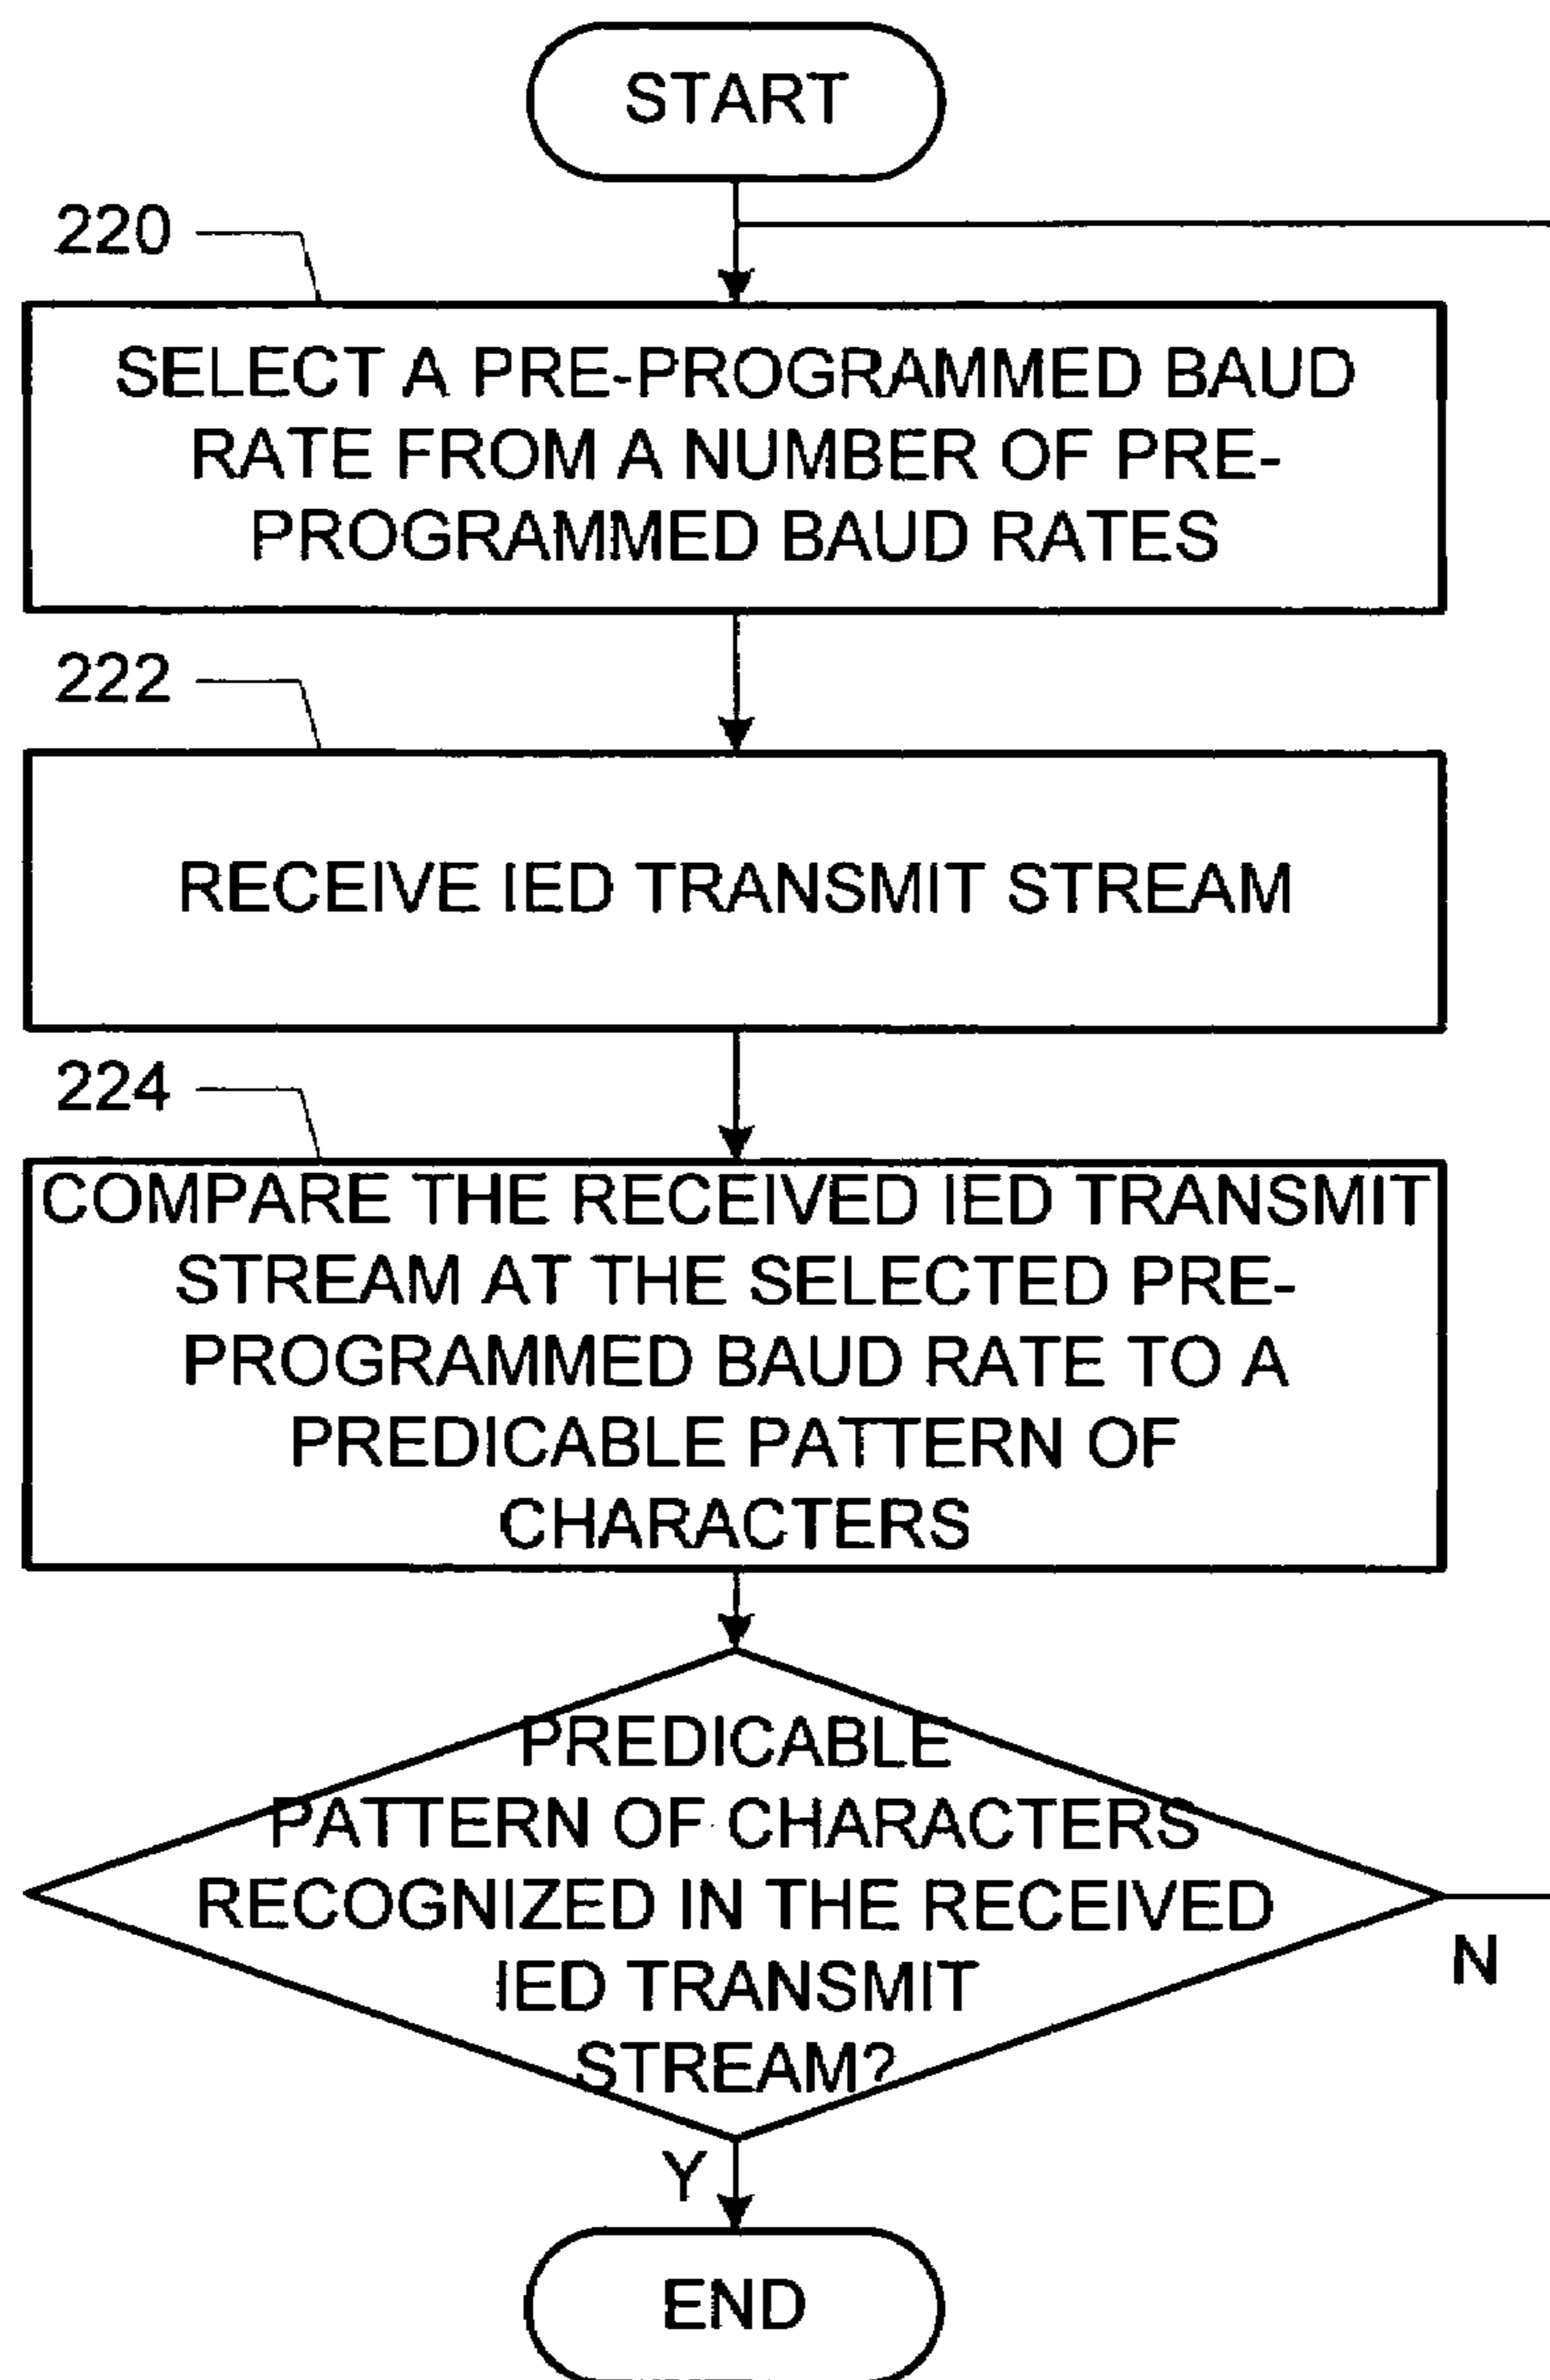 START
220
SELECT A PRE-PROGRAMMED BAUD
RATE FROM A NUMBER OF PRE-
PROGRAMMED BAUD RATES
222
RECEIVE IED TRANSMIT STREAM
224
COMPARE THE RECEIVED IED TRANSMIT
STREAM AT THE SELECTED PRE-
PROGRAMMED BAUD RATE TO A
PREDICABLE PATTERN OF
CHARACTERS
PREDICABLE
PATTERN OF CHARACTERS
RECOGNIZED IN THE RECEIVED
IED TRANSMIT
STREAM?
N
Y
END